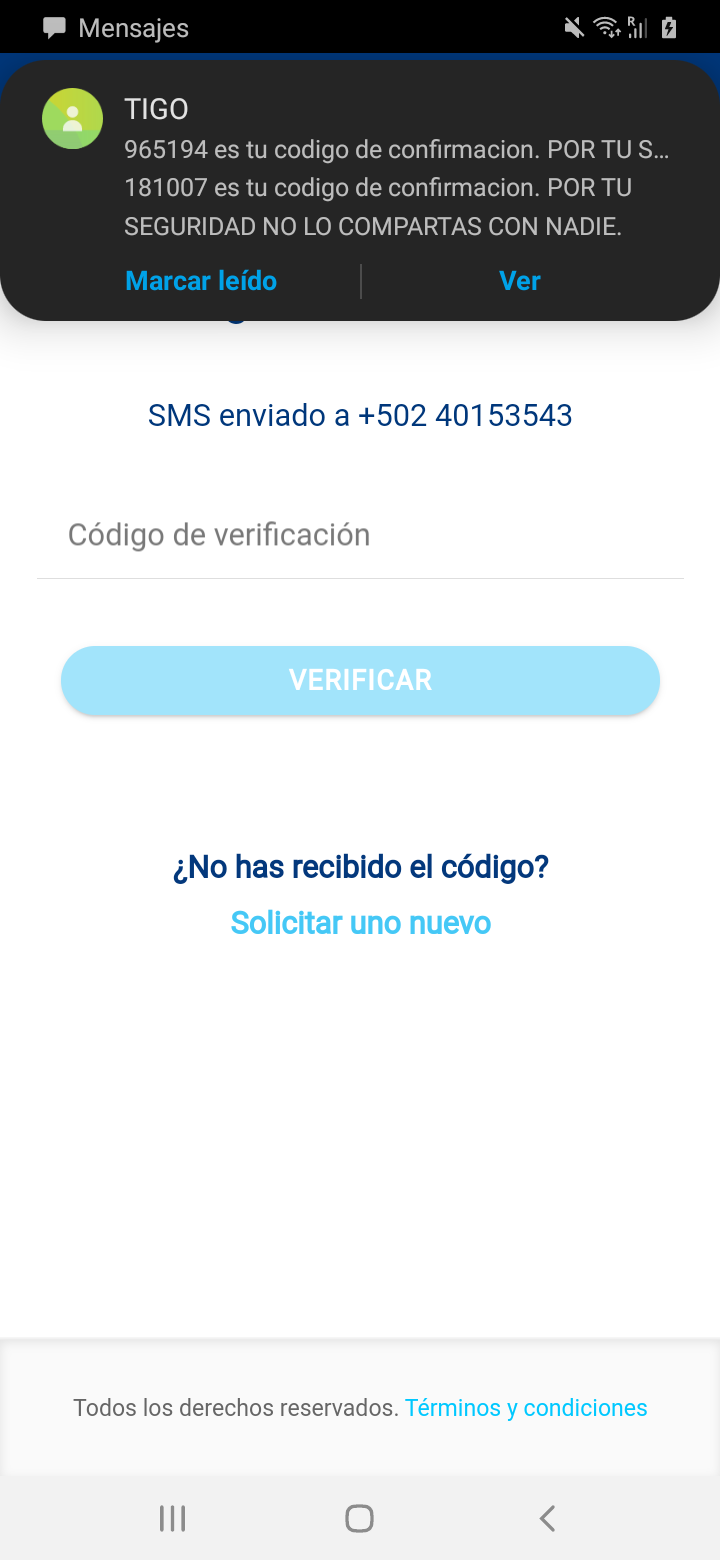 Mensajes
R
TIGO
965194 es tu codigo de confirmacion. POR TU S...
181007 es tu codigo de confirmacion. POR TU
SEGURIDAD NO LO COMPARTAS CON NADIE.
Marcar leído
Ver
SMS enviado a +502 40153543
Código de verificación
VERIFICAR
¿No has recibido el código?
Solicitar uno nuevo
Todos los derechos reservados. Términos y condiciones